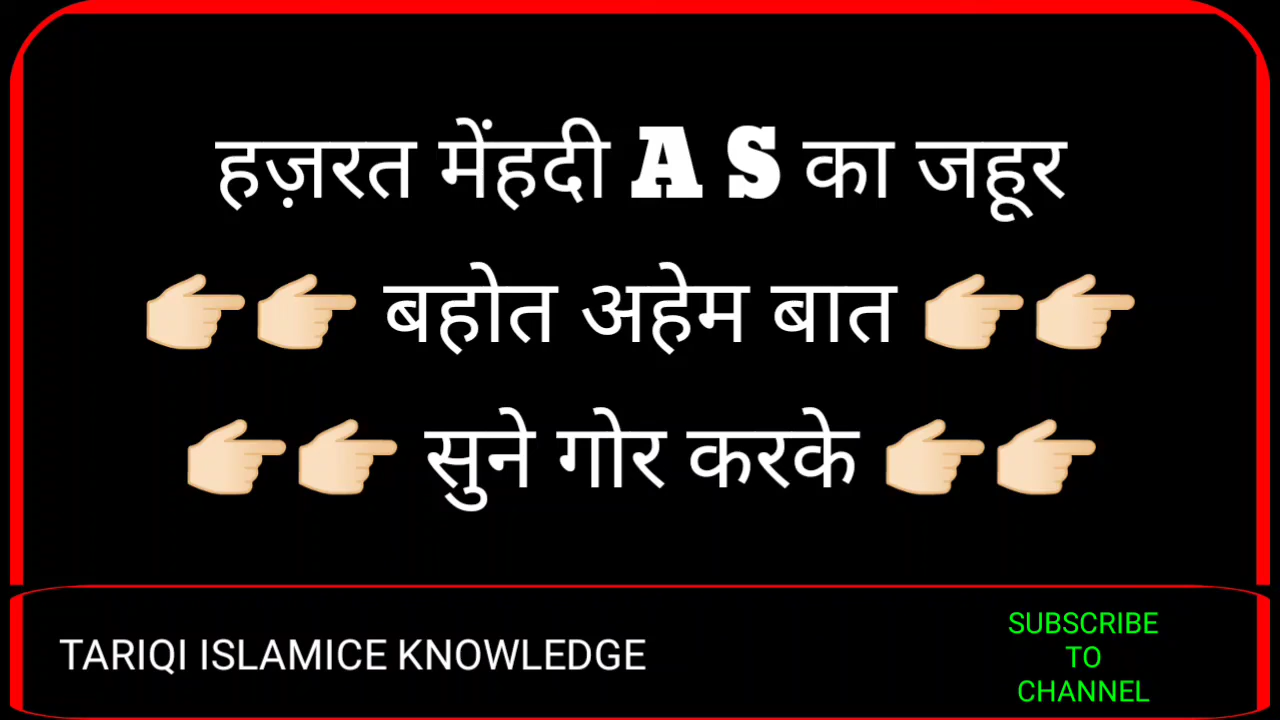 हज़रत मेंहदी A S का जहूर
👉🏻👉🏻 बहोत अहेम बात 👉🏻👉🏻
👉🏻👉🏻 सुने गोर करके 👉🏻👉🏻
TARIQI ISLAMICE KNOWLEDGE
SUBSCRIBE
TO
CHANNEL